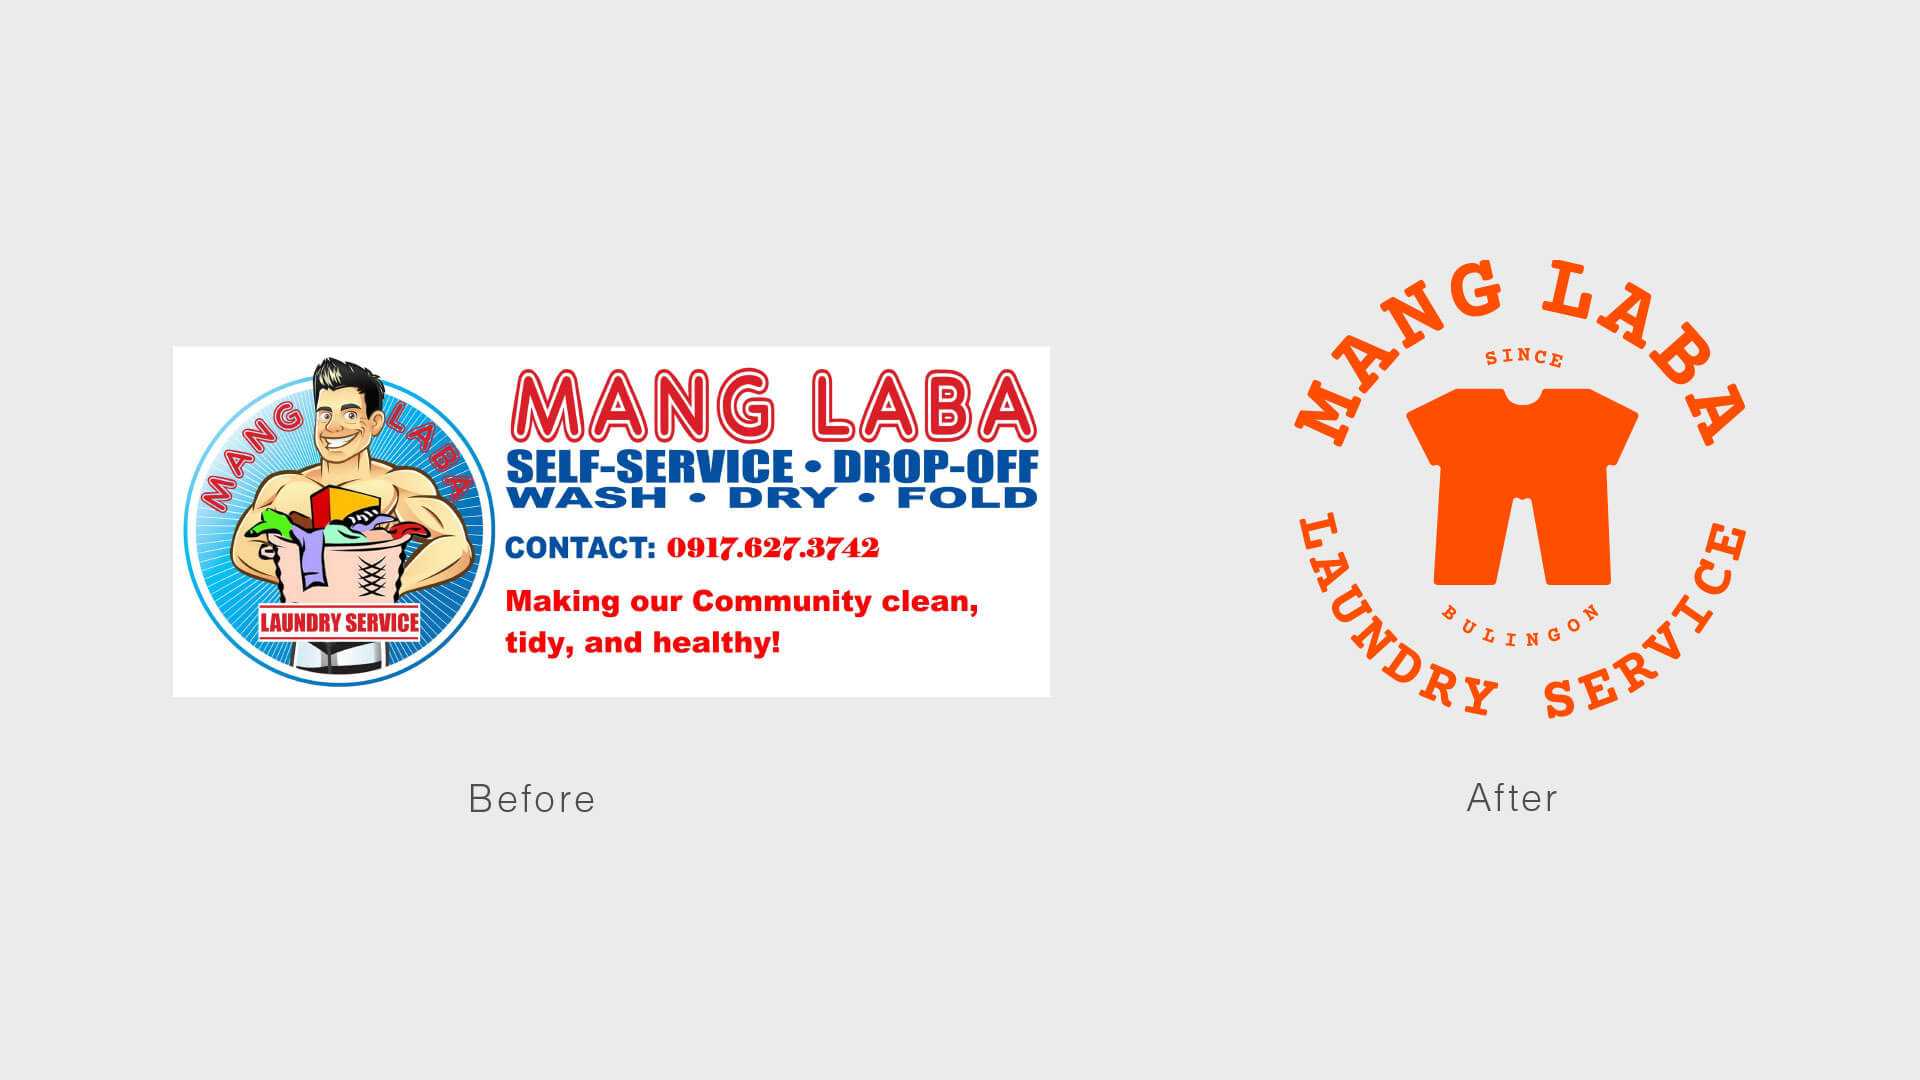 MANG LABA
LAUNDRY SERVICE
MANG LABA
SELF-SERVICE • DROP-OFF
WASH • DRY • FOLD
CONTACT: 0917.627.3742
Making our Community clean,
tidy, and healthy!
Before
MANG LABA
SINCE
BULINGON
LAUNDRY SERVICE
After